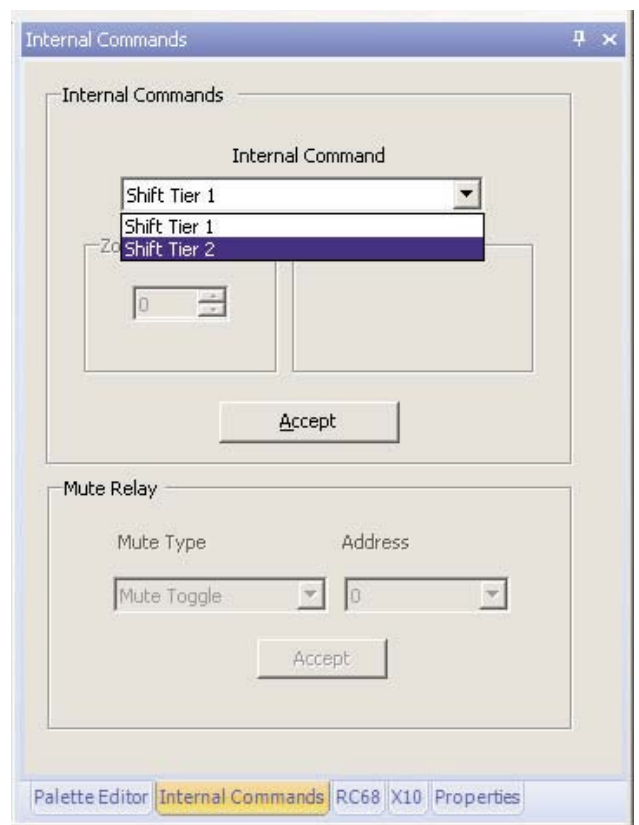 Internal Commands
Internal Commands
Internal Command
Shift Tier 1
Shift Tier 1
Shift Tier 2
0
Accept
Mute Relay
Mute Type Address
Mute Toggle 0
Accept
Palette Editor Internal Commands RC68 X10 Properties